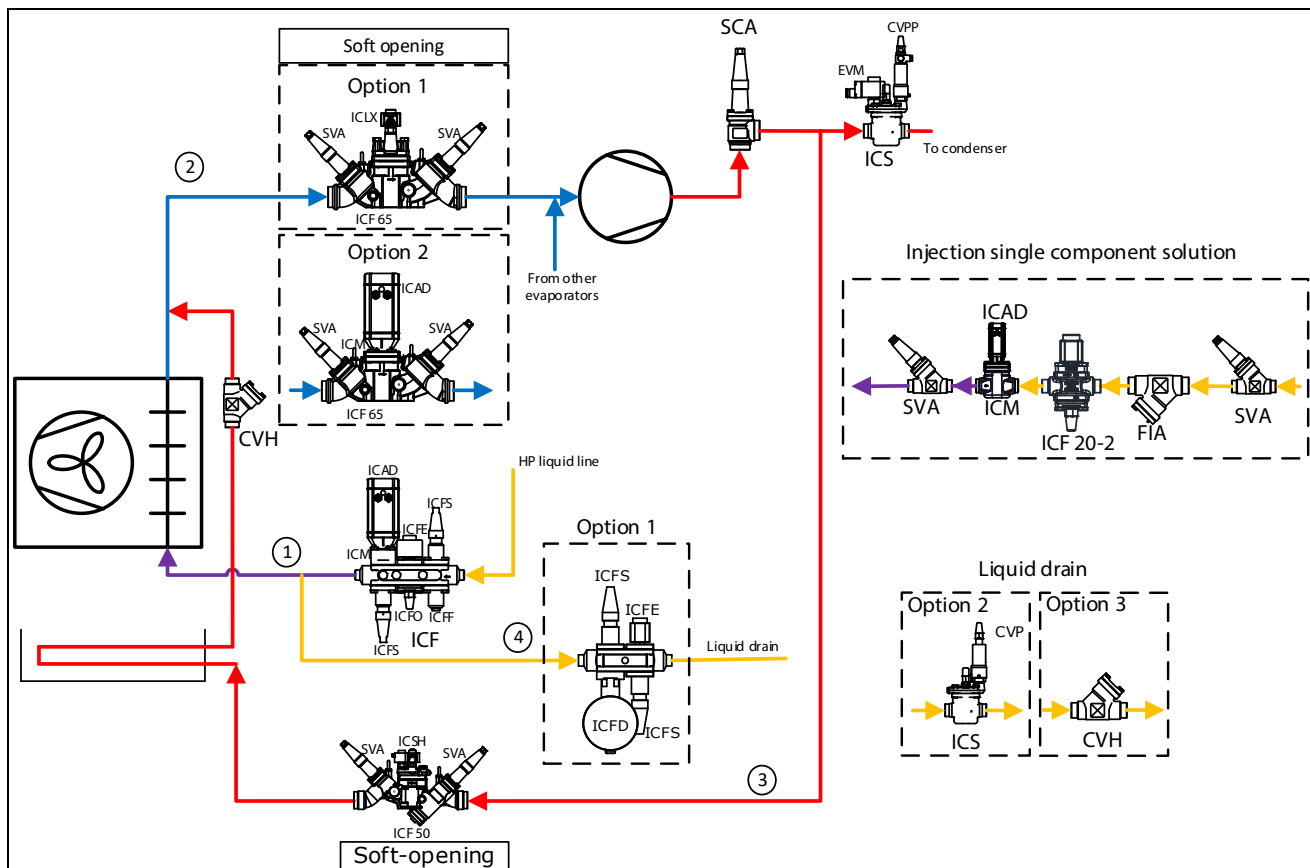 Soft opening
Option 1
ICLX
SVA
SVA
ICF 65
2
Option 2
ICAD
SVA
ICM
SVA
ICF 65
From other
evaporators
SCA
CVPP
EVM
ICS
To condenser
Injection single component solution
ICAD
SVA
ICM
ICF 20-2
FIA
SVA
CVH
HP liquid line
ICAD
ICFS
ICFE
ICM
1
ICFO
ICFF
ICF
ICFS
4
Option 1
ICFS
ICFE
Liquid drain
ICFD
ICFS
Liquid drain
Option 2
CVP
ICS
Option 3
CVH
3
SVA
ICSH
SVA
ICF 50
Soft-opening